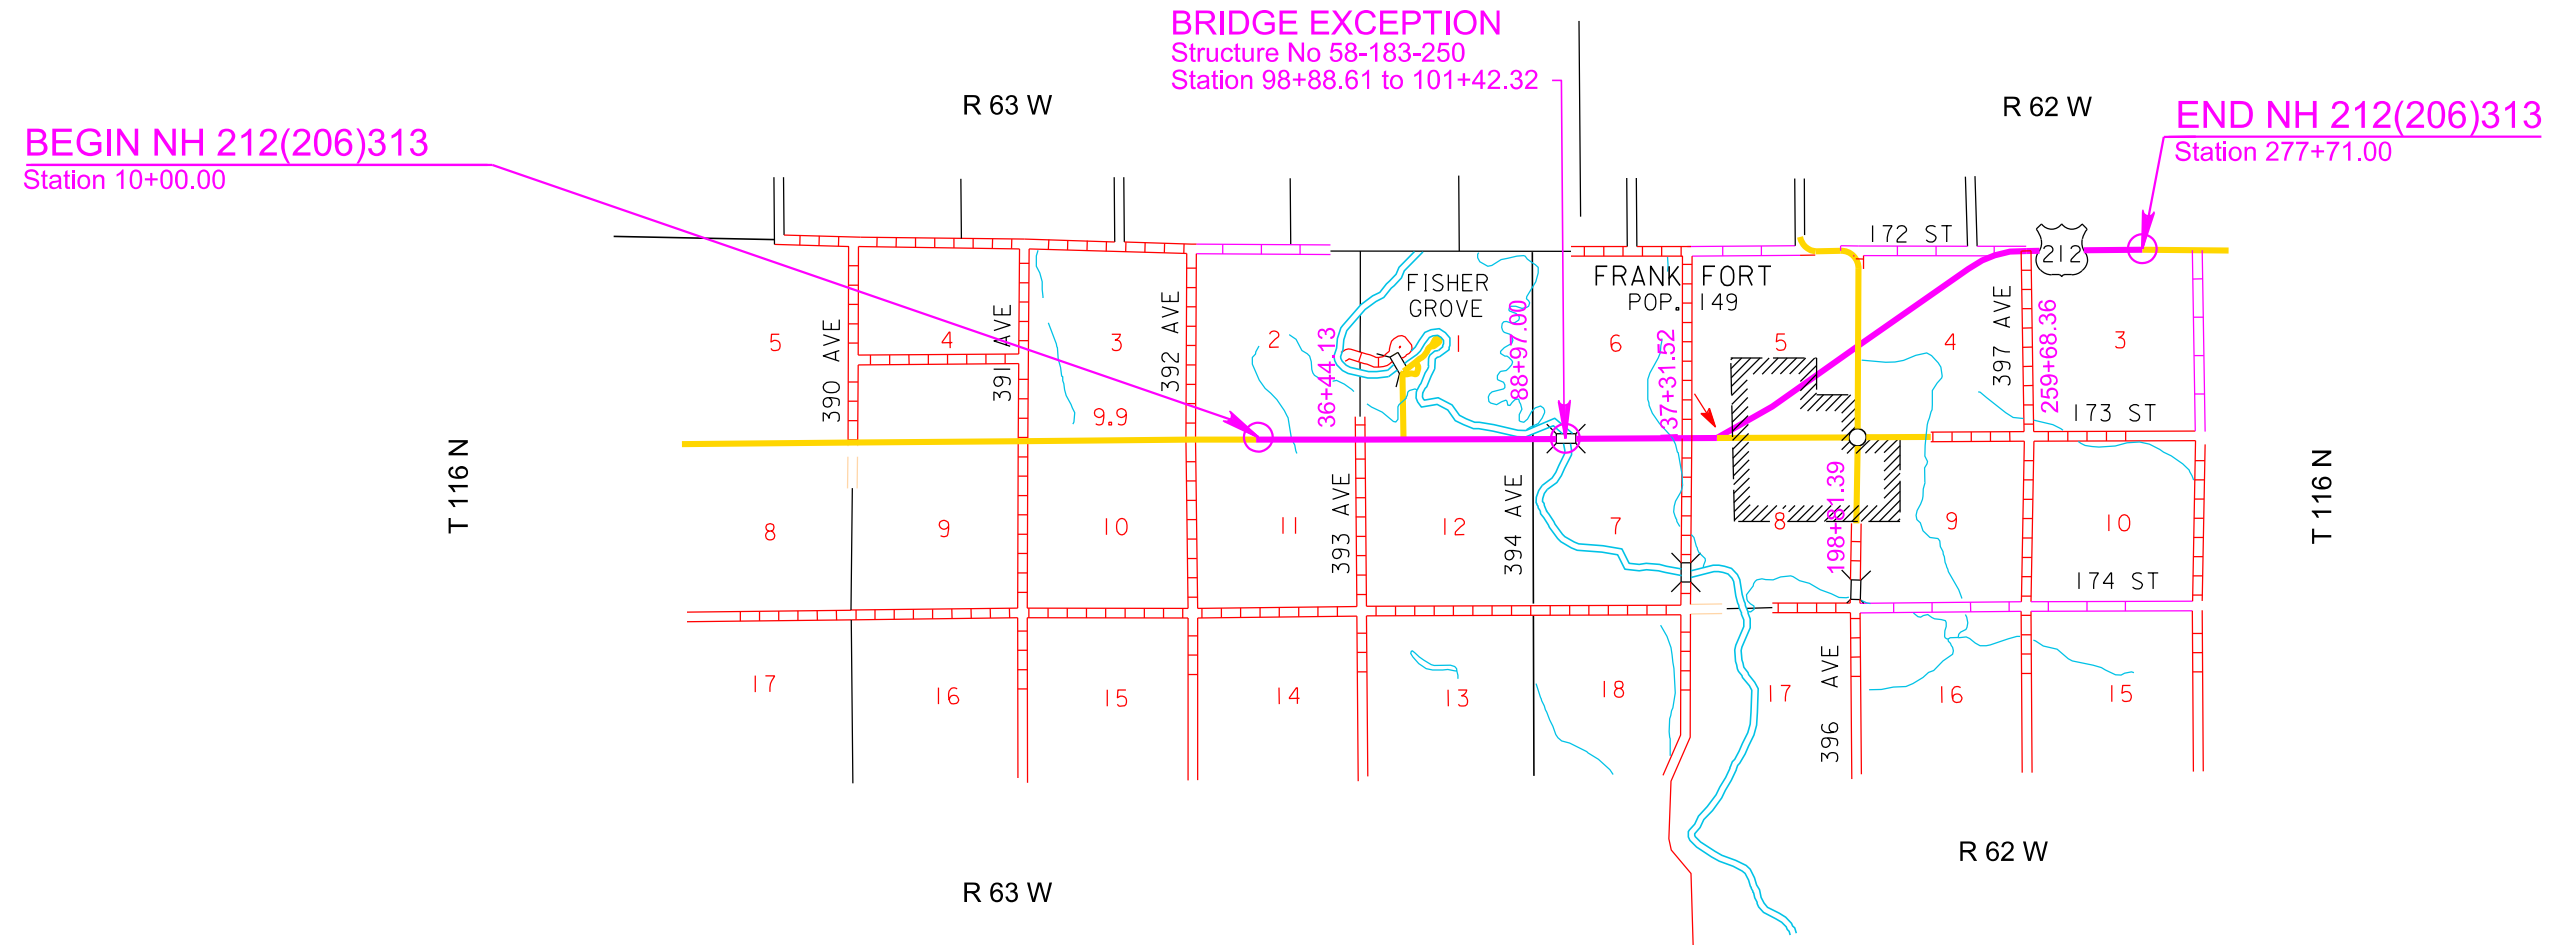 BRIDGE EXCEPTION
Structure No 58-183-250
Station 98+88.61 to 101+42.32
R 63 W
R 62 W
BEGIN NH 212(206)313
Station 10+00.00
END NH 212(206)313
Station 277+71.00
172 ST
212
FISHER
GROVE
FRANK FORT
POP. 149
390 AVE
391 AVE
392 AVE
397 AVE
5
4
3
2
1
6
5
4
3
36+44.13
88+97.00
37+31.52
259+68.36
9.9
173 ST
T 116 N
T 116 N
393 AVE
394 AVE
198+81.39
8
9
10
11
12
7
8
9
10
174 ST
17
16
15
14
13
18
17
16
15
396 AVE
R 63 W
R 62 W